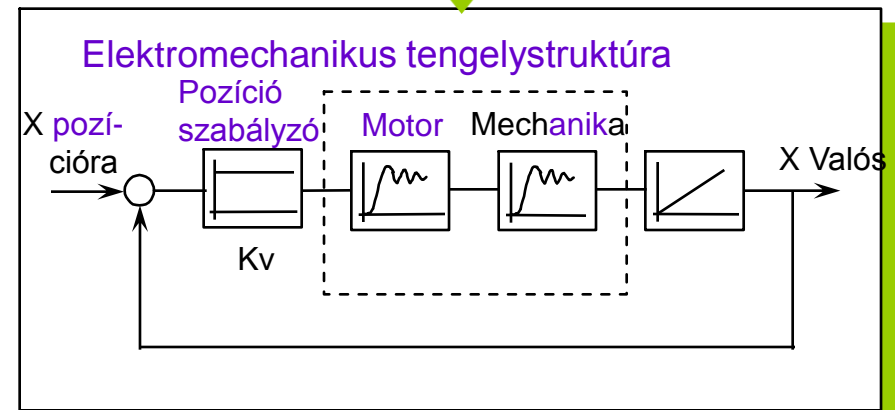 Elektromechanikus tengelystruktúra
X pozí-
cióra
Pozíció
szabályzó
Motor
Mechanika
X Valós
Kv